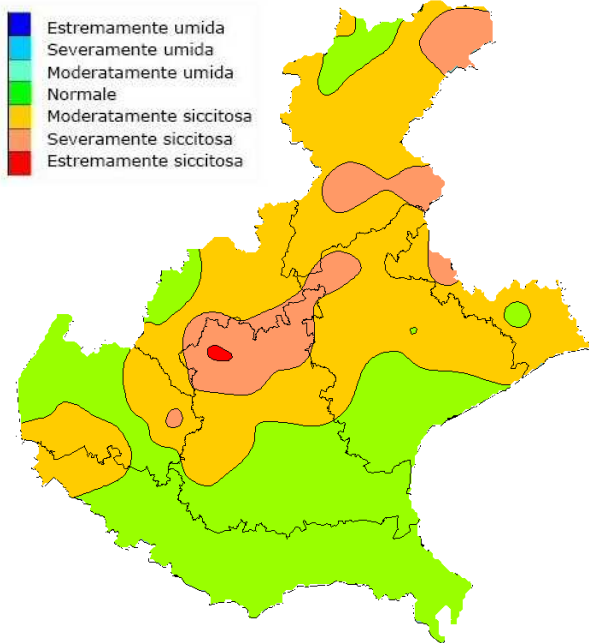 Estremamente umida
Severamente umida
Moderatamente umida
Normale
Moderatamente siccitosa
Severamente siccitosa
Estremamente siccitosa